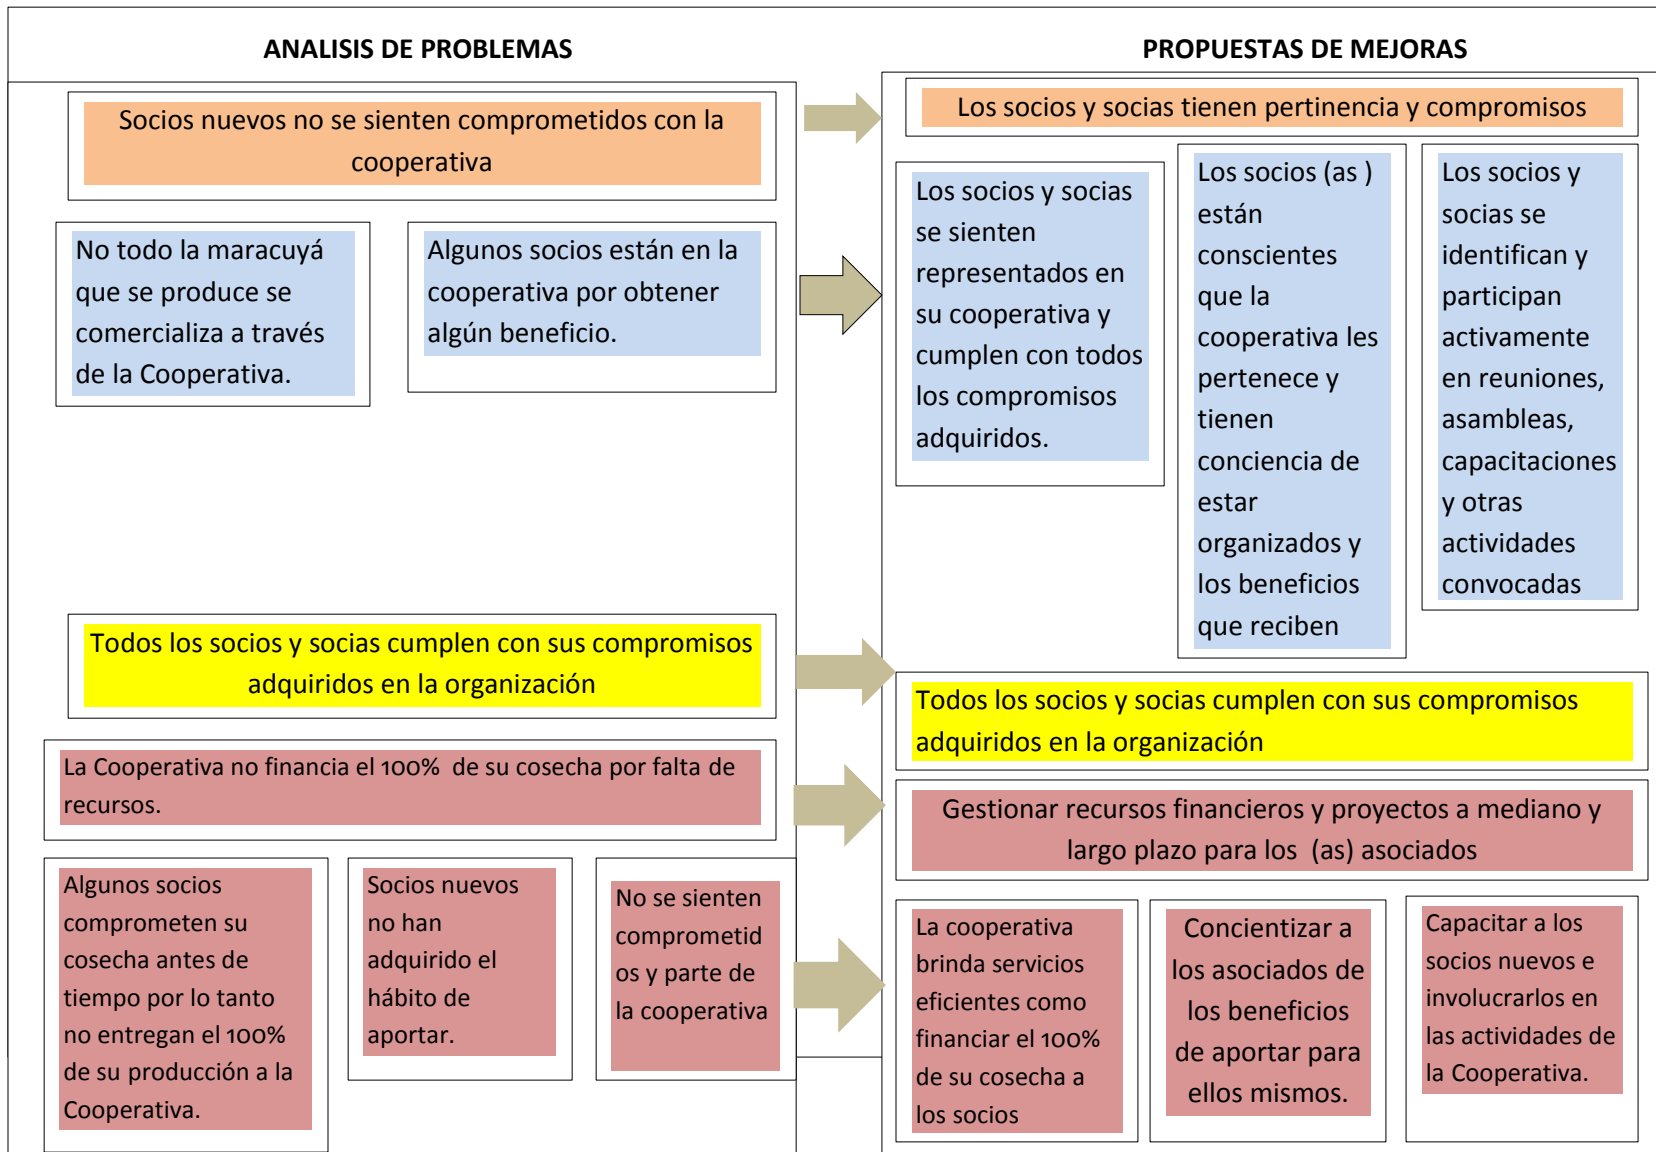 ANALISIS DE PROBLEMAS
PROPUESTAS DE MEJORAS
Socios nuevos no se sienten comprometidos con la
cooperativa
Los socios y socias tienen pertinencia y compromisos
No todo la maracuyá
que se produce se
comercializa a través
de la Cooperativa.
Algunos socios están en la
cooperativa por obtener
algún beneficio.
Los socios y socias
se sienten
representados en
su cooperativa y
cumplen con todos
los compromisos
adquiridos.
Los socios (as )
están
conscientes
que la
cooperativa les
pertenece y
tienen
conciencia de
estar
organizados y
los beneficios
que reciben
Los socios y
socias se
identifican y
participan
activamente
en reuniones,
asambleas,
capacitaciones
y otras
actividades
convocadas
Todos los socios y socias cumplen con sus compromisos
adquiridos en la organización
Todos los socios y socias cumplen con sus compromisos
adquiridos en la organización
La Cooperativa no financia el 100% de su cosecha por falta de
recursos.
Gestionar recursos financieros y proyectos a mediano y
largo plazo para los (as) asociados
Algunos socios
comprometen su
cosecha antes de
tiempo por lo tanto
no entregan el 100%
de su producción a la
Cooperativa.
Socios nuevos
no han
adquirido el
hábito de
aportar.
No se sienten
comprometid
os y parte de
la cooperativa
La cooperativa
brinda servicios
eficientes como
financiar el 100%
de su cosecha a
los socios
Concientizar a
los asociados de
los beneficios
de aportar para
ellos mismos.
Capacitar a los
socios nuevos e
involucrarlos en
las actividades de
la Cooperativa.